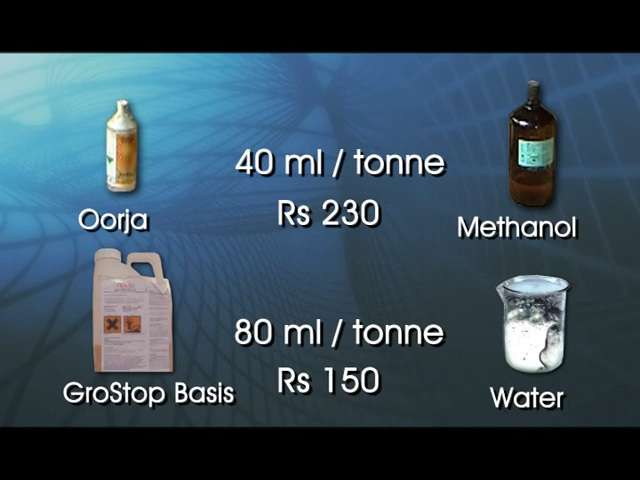 40 ml / tonne
Rs 230
Oorja
Methanol
80 ml / tonne
Rs 150
GroStop Basis
Water